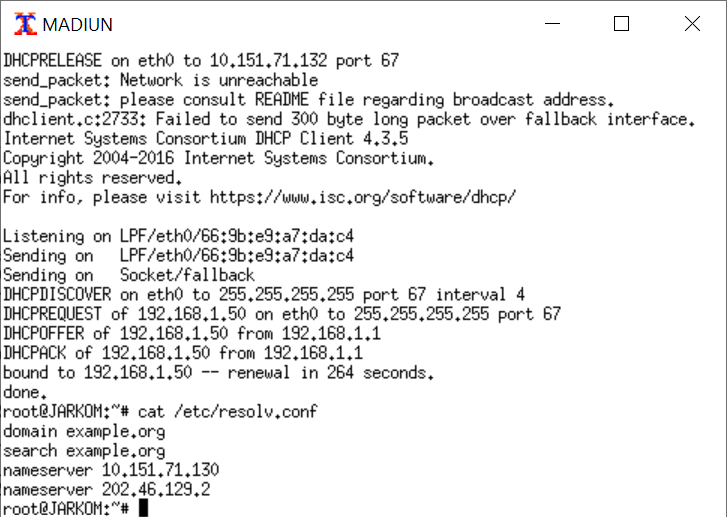 MADIUN
DHCPRELEASE on eth0 to 10.151.71.132 port 67
send_packet: Network is unreachable
send_packet: please consult README file regarding broadcast address.
dhclient.c:2733: Failed to send 300 byte long packet over fallback interface.
Internet Systems Consortium DHCP Client 4.3.5
Copyright 2004-2016 Internet Systems Consortium.
All rights reserved.
For info, please visit https://www.isc.org/software/dhcp/
Listening on LPF/eth0/66:9b:e9:a7:da:c4
Sending on   LPF/eth0/66:9b:e9:a7:da:c4
Sending on   Socket/fallback
DHCPDISCOVER on eth0 to 255.255.255.255 port 67 interval 4
DHCPREQUEST of 192.168.1.50 on eth0 to 255.255.255.255 port 67
DHCPOFFER of 192.168.1.50 from 192.168.1.1
DHCPACK of 192.168.1.50 from 192.168.1.1
bound to 192.168.1.50 -- renewal in 264 seconds.
done.
root@JARKOM:~# cat /etc/resolv.conf
domain example.org
search example.org
nameserver 10.151.71.130
nameserver 202.46.129.2
root@JARKOM:~#